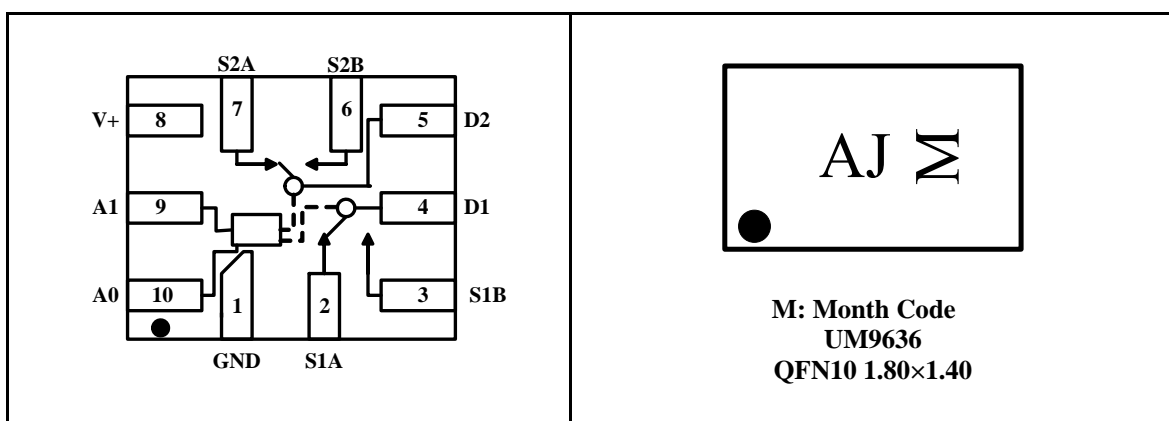 S2A S2B
7 6
V+ 8 5 D2
A1 9 4 D1
A0 10 1 2 3 S1B
GND S1A
AJ M
M: Month Code
UM9636
QFN10 1.80×1.40